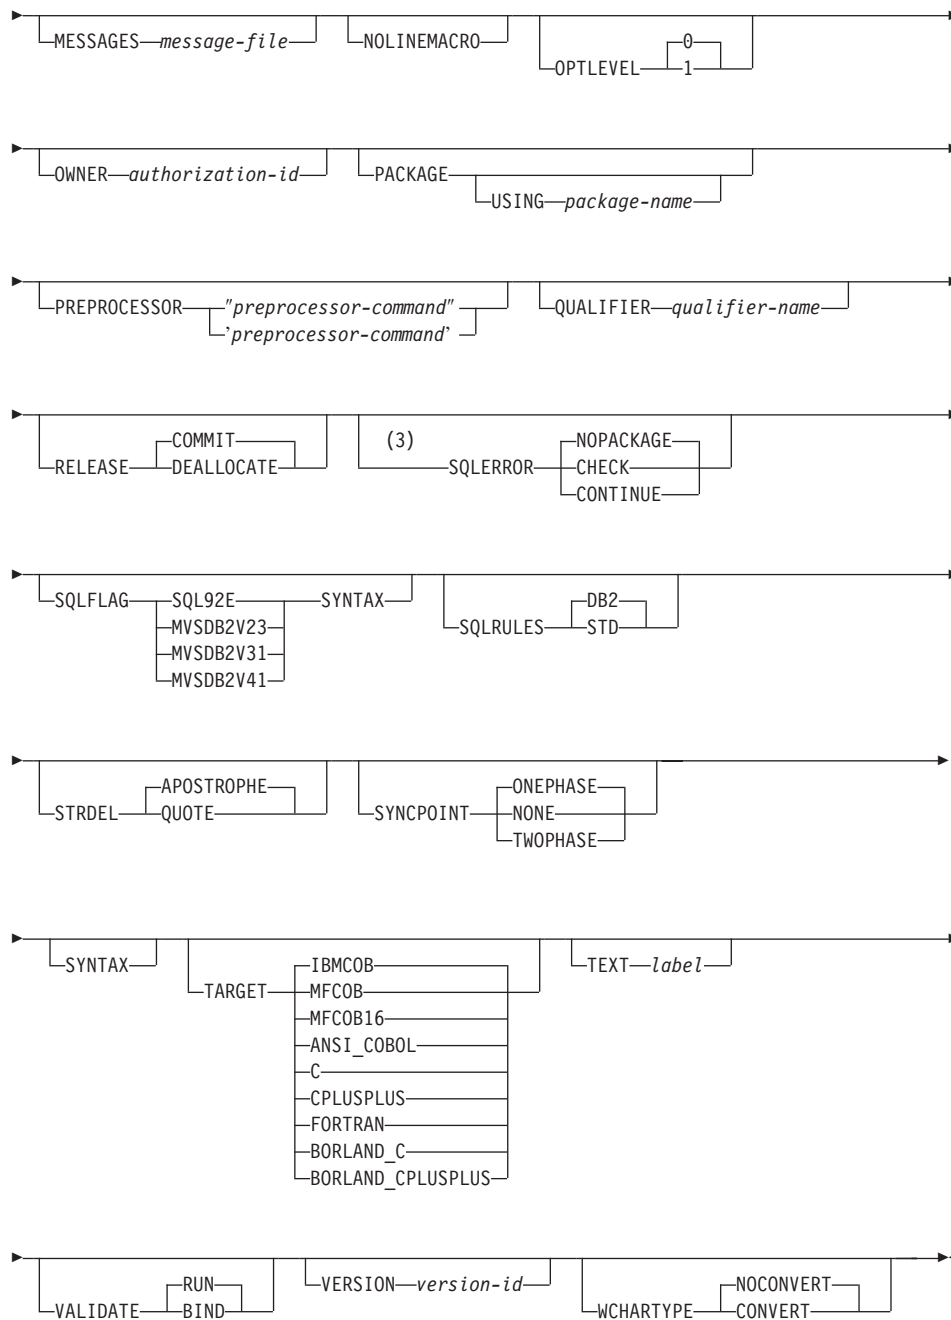 MESSAGES message-file NOLINEMACRO 0
OPTLEVEL 1
OWNER authorization-id PACKAGE
USING package-name
PREPROCESSOR "preprocessor-command" QUALIFIER qualifier-name
'preprocessor-command'
COMMIT (3) NOPACKAGE
RELEASE DEALLOCATE SQLERROR CHECK
CONTINUE
SQLFLAG SQL92E SYNTAX DB2
MVSDB2V23 SQLRULES STD
MVSDB2V31
MVSDB2V41
APOSTROPHE ONEPHASE
STRDEL QUOTE SYNCPOINT NONE
TWOPHASE
SYNTAX IBMCOB TEXT label
TARGET MFCOB
MFCOB16
ANSI_COBOL
C
CPLUSPLUS
FORTRAN
BORLAND_C
BORLAND_CPLUSPLUS
RUN VERSION version-id NOCONVERT
VALIDATE BIND WCHARTYPE CONVERT